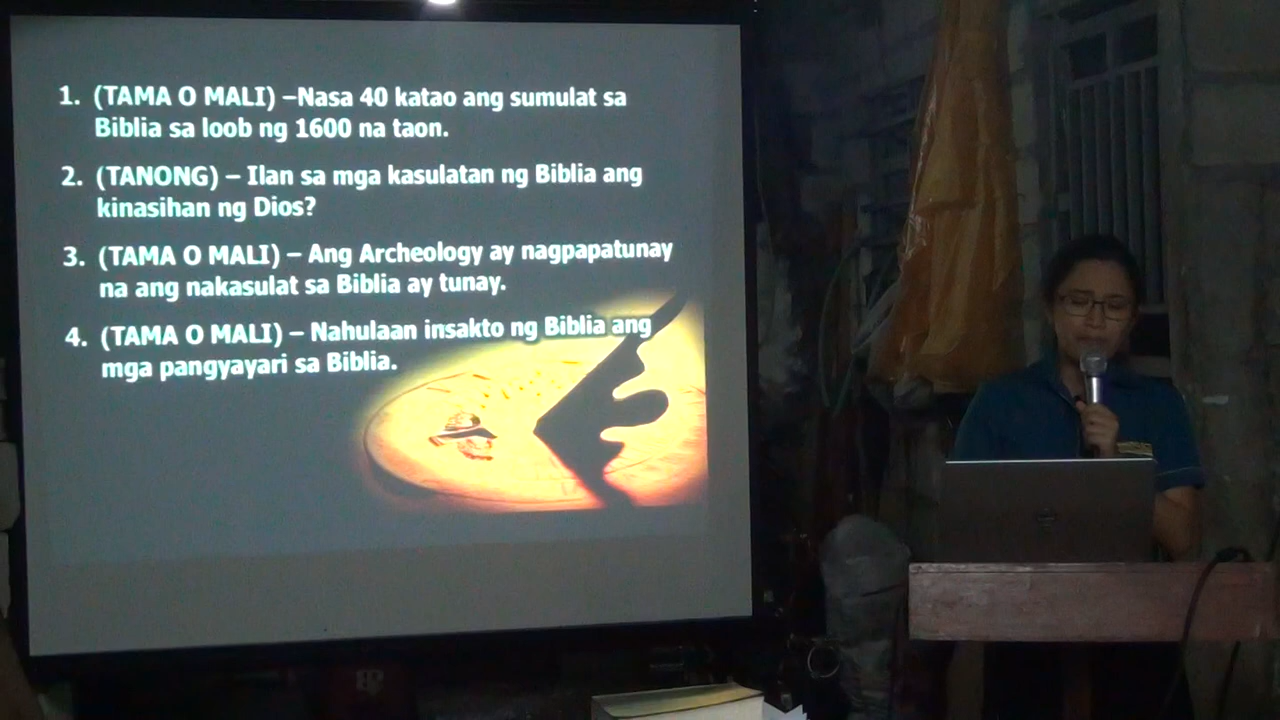 1. (TAMA O MALI) –Nasa 40 katao ang sumulat sa
Biblia sa loob ng 1600 na taon.
2. (TANONG) – Ilan sa mga kasulatan ng Biblia ang
kinasihan ng Dios?
3. (TAMA O MALI) – Ang Archeology ay nagpapatunay
na ang nakasulat sa Biblia ay tunay.
4. (TAMA O MALI) – Nahulaan insakto ng Biblia ang
mga pangyayari sa Biblia.